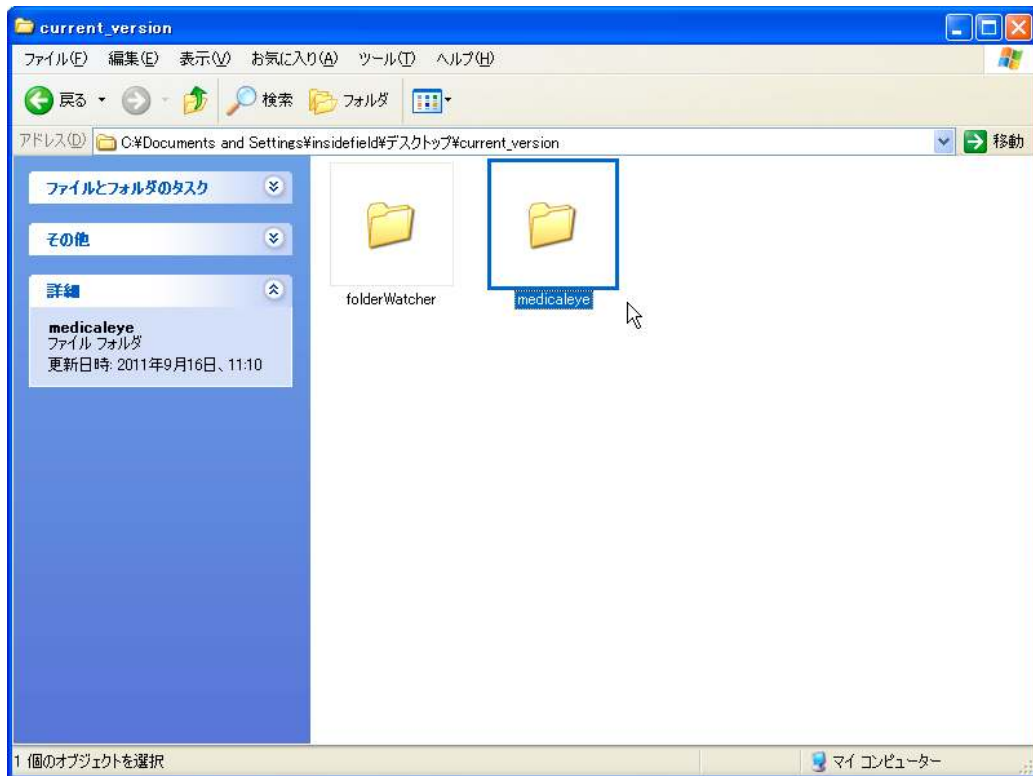 current_version
ファイル(F) 編集(E) 表示(V) お気に入り(A) ツール(T) ヘルプ(H)
戻る 検索 フォルダ
アドレス(D) C:¥Documents and Settings¥insidefield¥デスクトップ¥current_version 移動
ファイルとフォルダのタスク
その他
詳細
medicaleye
ファイル フォルダ
更新日時: 2011年9月16日、11:10
folderWatcher
medicaleye
1 個のオブジェクトを選択
マイ コンピューター